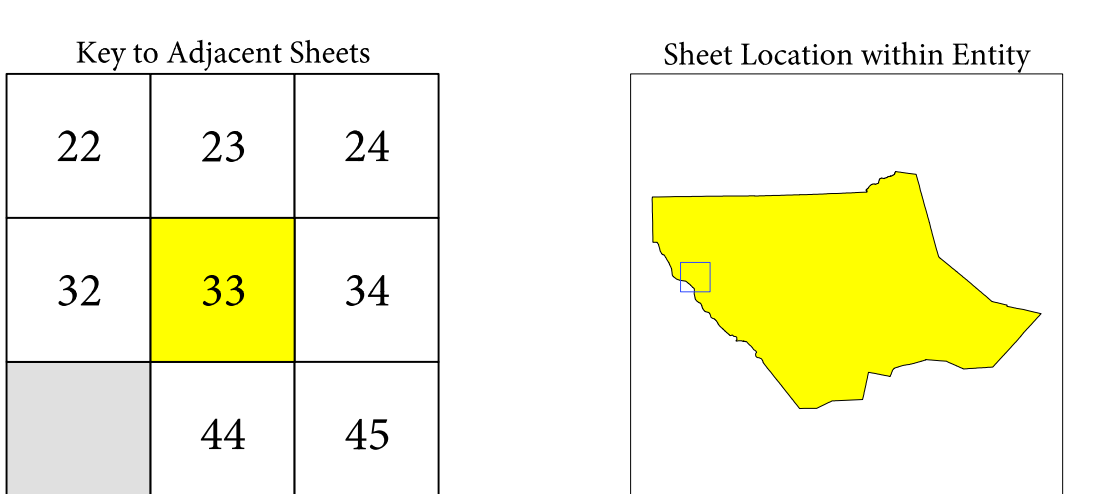 Key to Adjacent Sheets
22 23 24
32 33 34
44 45
Sheet Location within Entity